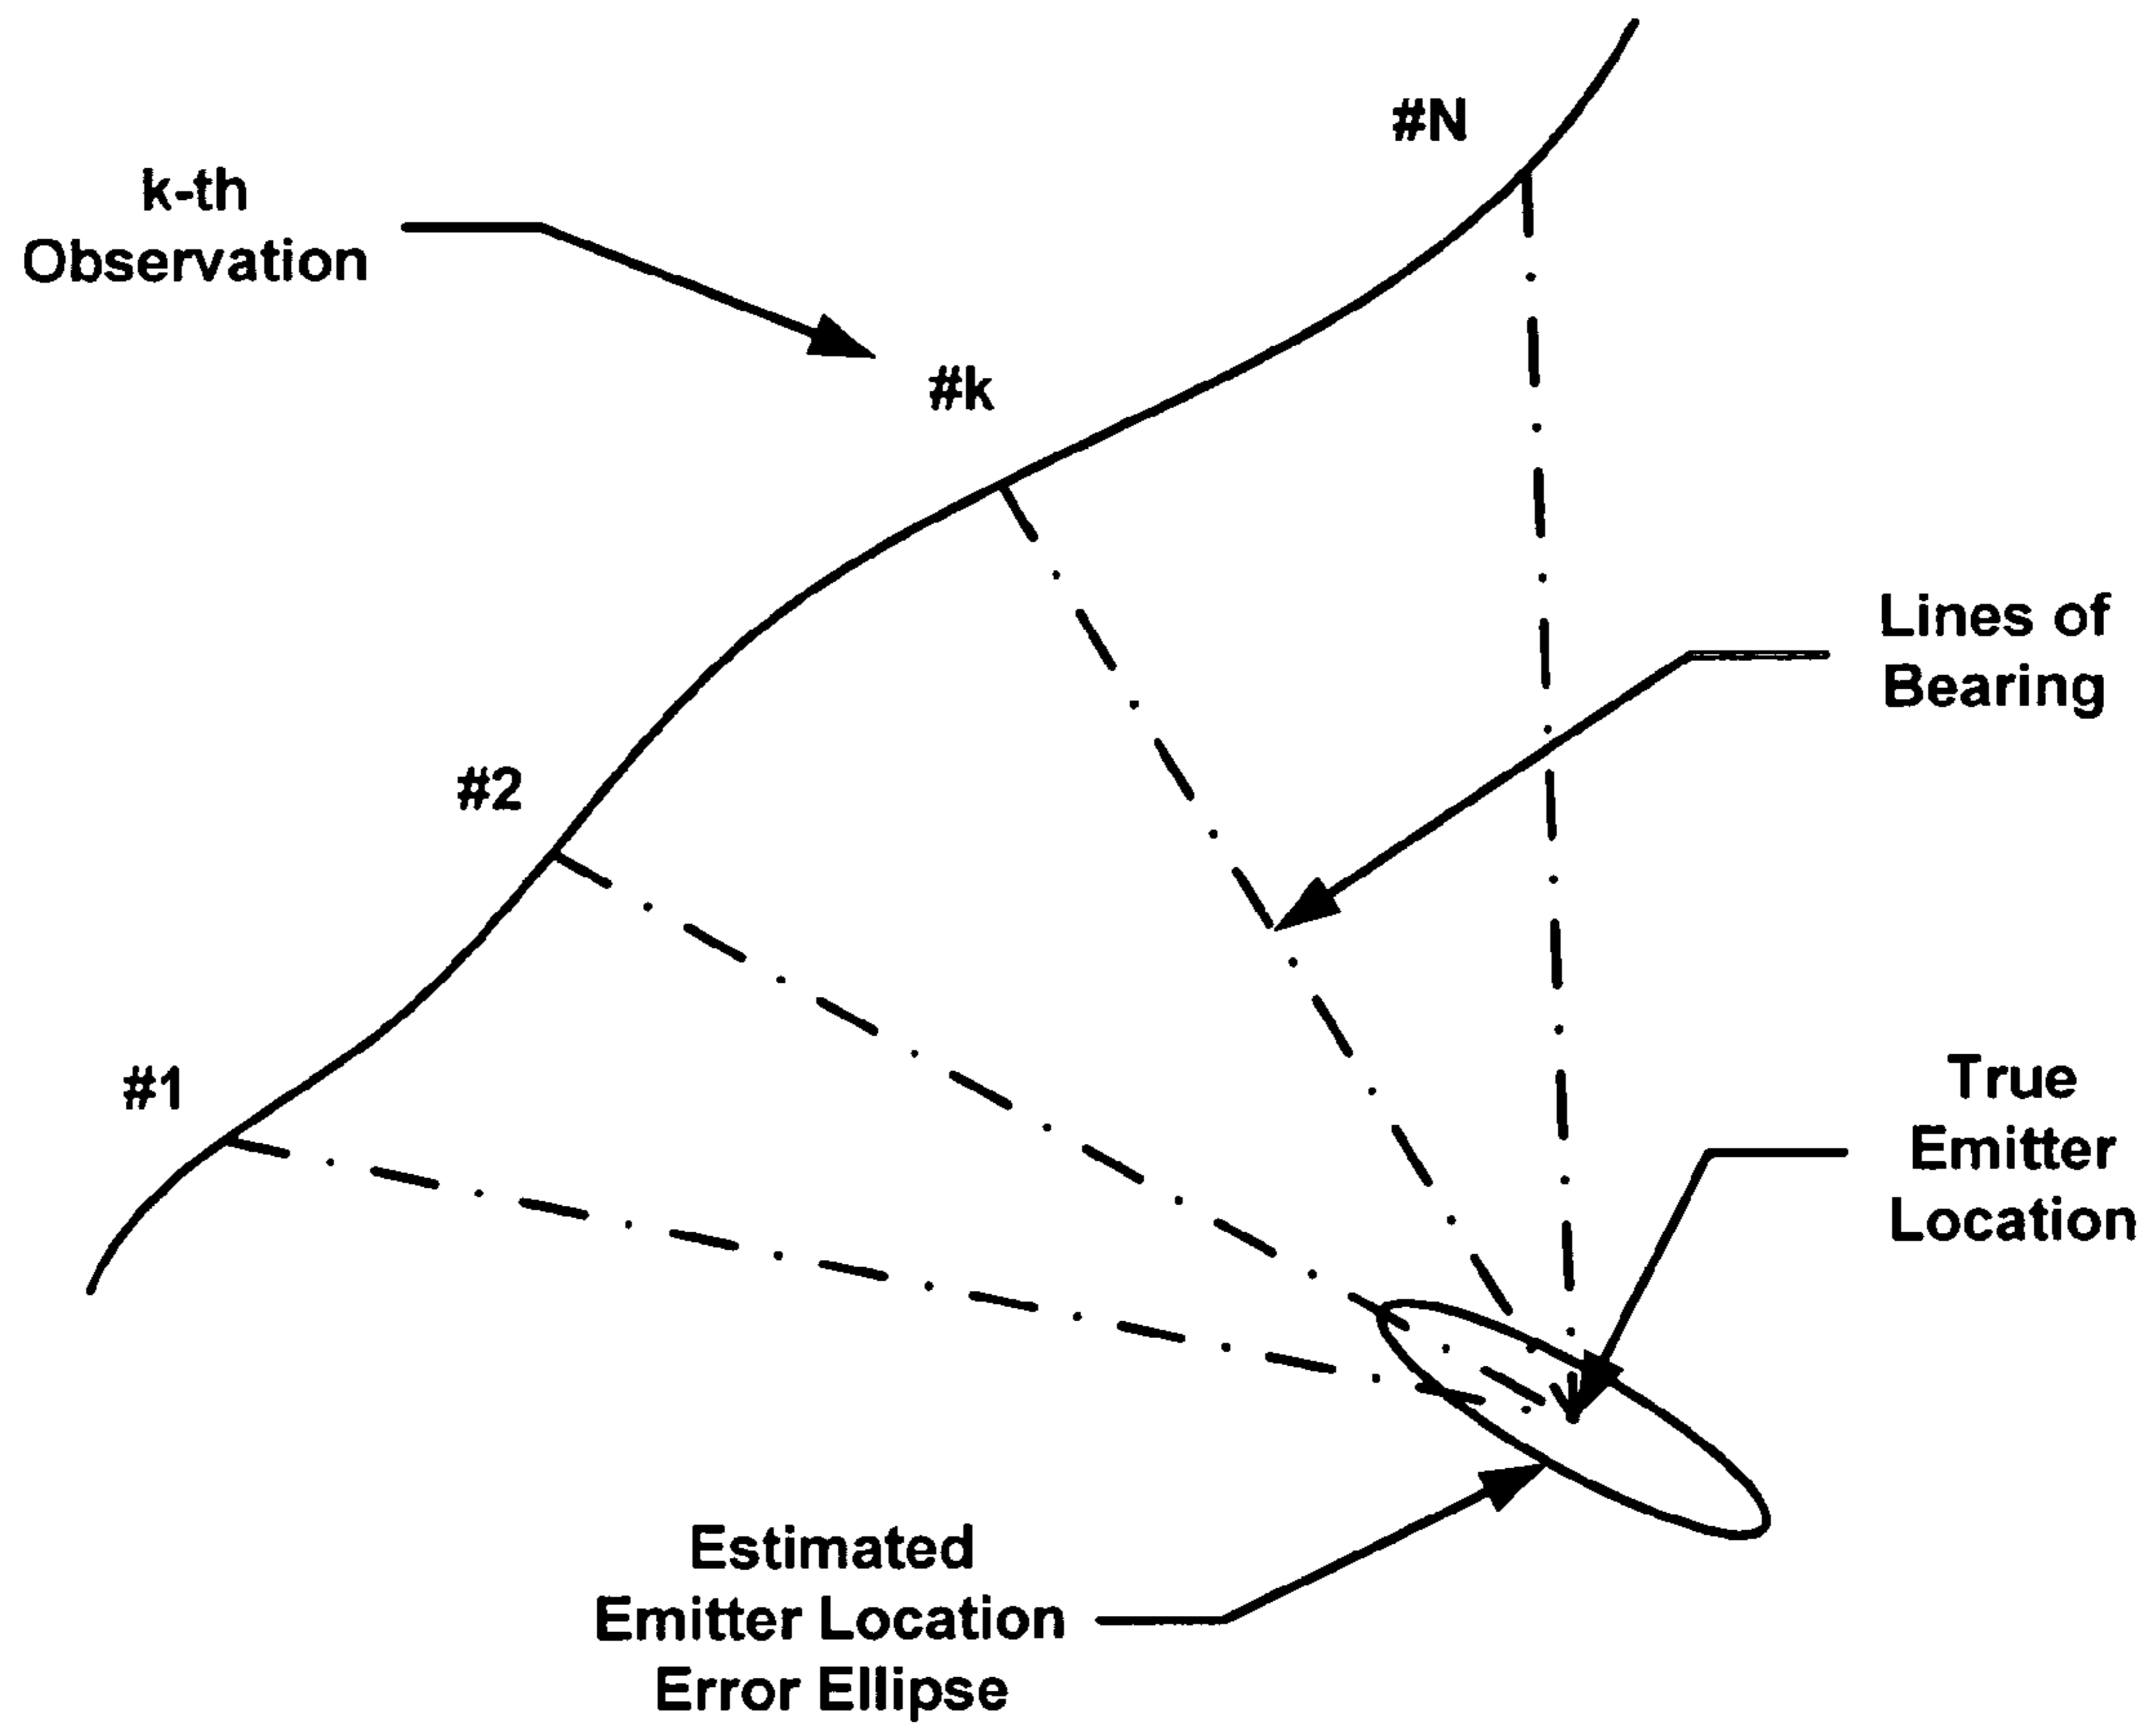 #N
k-th
Observation
#k
Lines of
Bearing
#2
True
Emitter
Location
#1
Estimated
Emitter Location
Error Ellipse